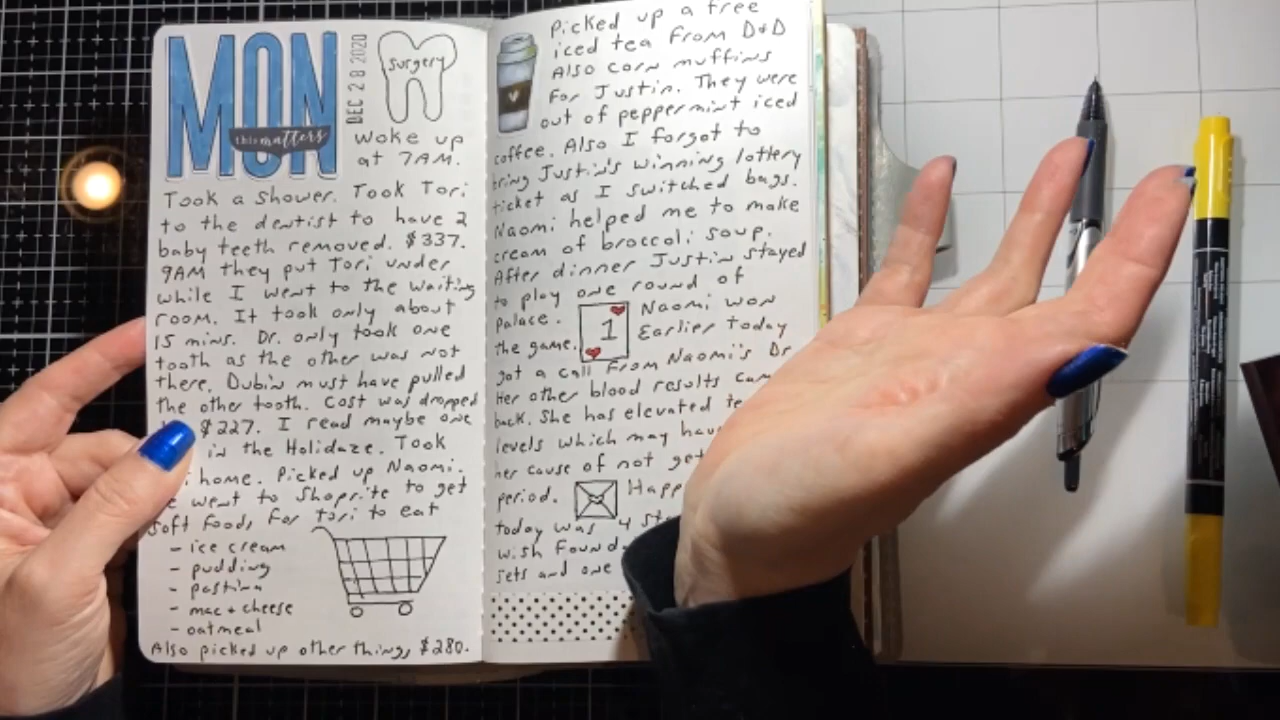 MON
this matters
DEC 28 2020
surgery
woke up
at 7AM.
Took a shower. Took Tori
to the dentist to have 2
baby teeth removed. $337.
9AM they put Tori under
while I went to the waiting
room. It took only about
15 mins. Dr. only took one
tooth as the other was not
there. Dubin must have pulled
the other tooth. Cost was dropped
$227. I read maybe one
in the Holidaze. Took
home. Picked up Naomi.
went to Shoprite to get
soft foods for Tori to eat
- ice cream
- pudding
- pastina
- mac + cheese
- oatmeal
Also picked up other things $280.
Picked up a free
iced tea from D&D
Also corn muffins
for Justin. They were
out of peppermint iced
coffee. Also I forgot to
bring Justin's winning lottery
ticket as I switched bags.
Naomi helped me to make
cream of broccoli soup.
After dinner Justin stayed
to play one round of
palace. Naomi won
1
the game. Earlier today
got a call from Naomi's Dr
Her other blood results
back. She has elevated
levels which may
her cause of not
period.
today was 4
wish
sets and one